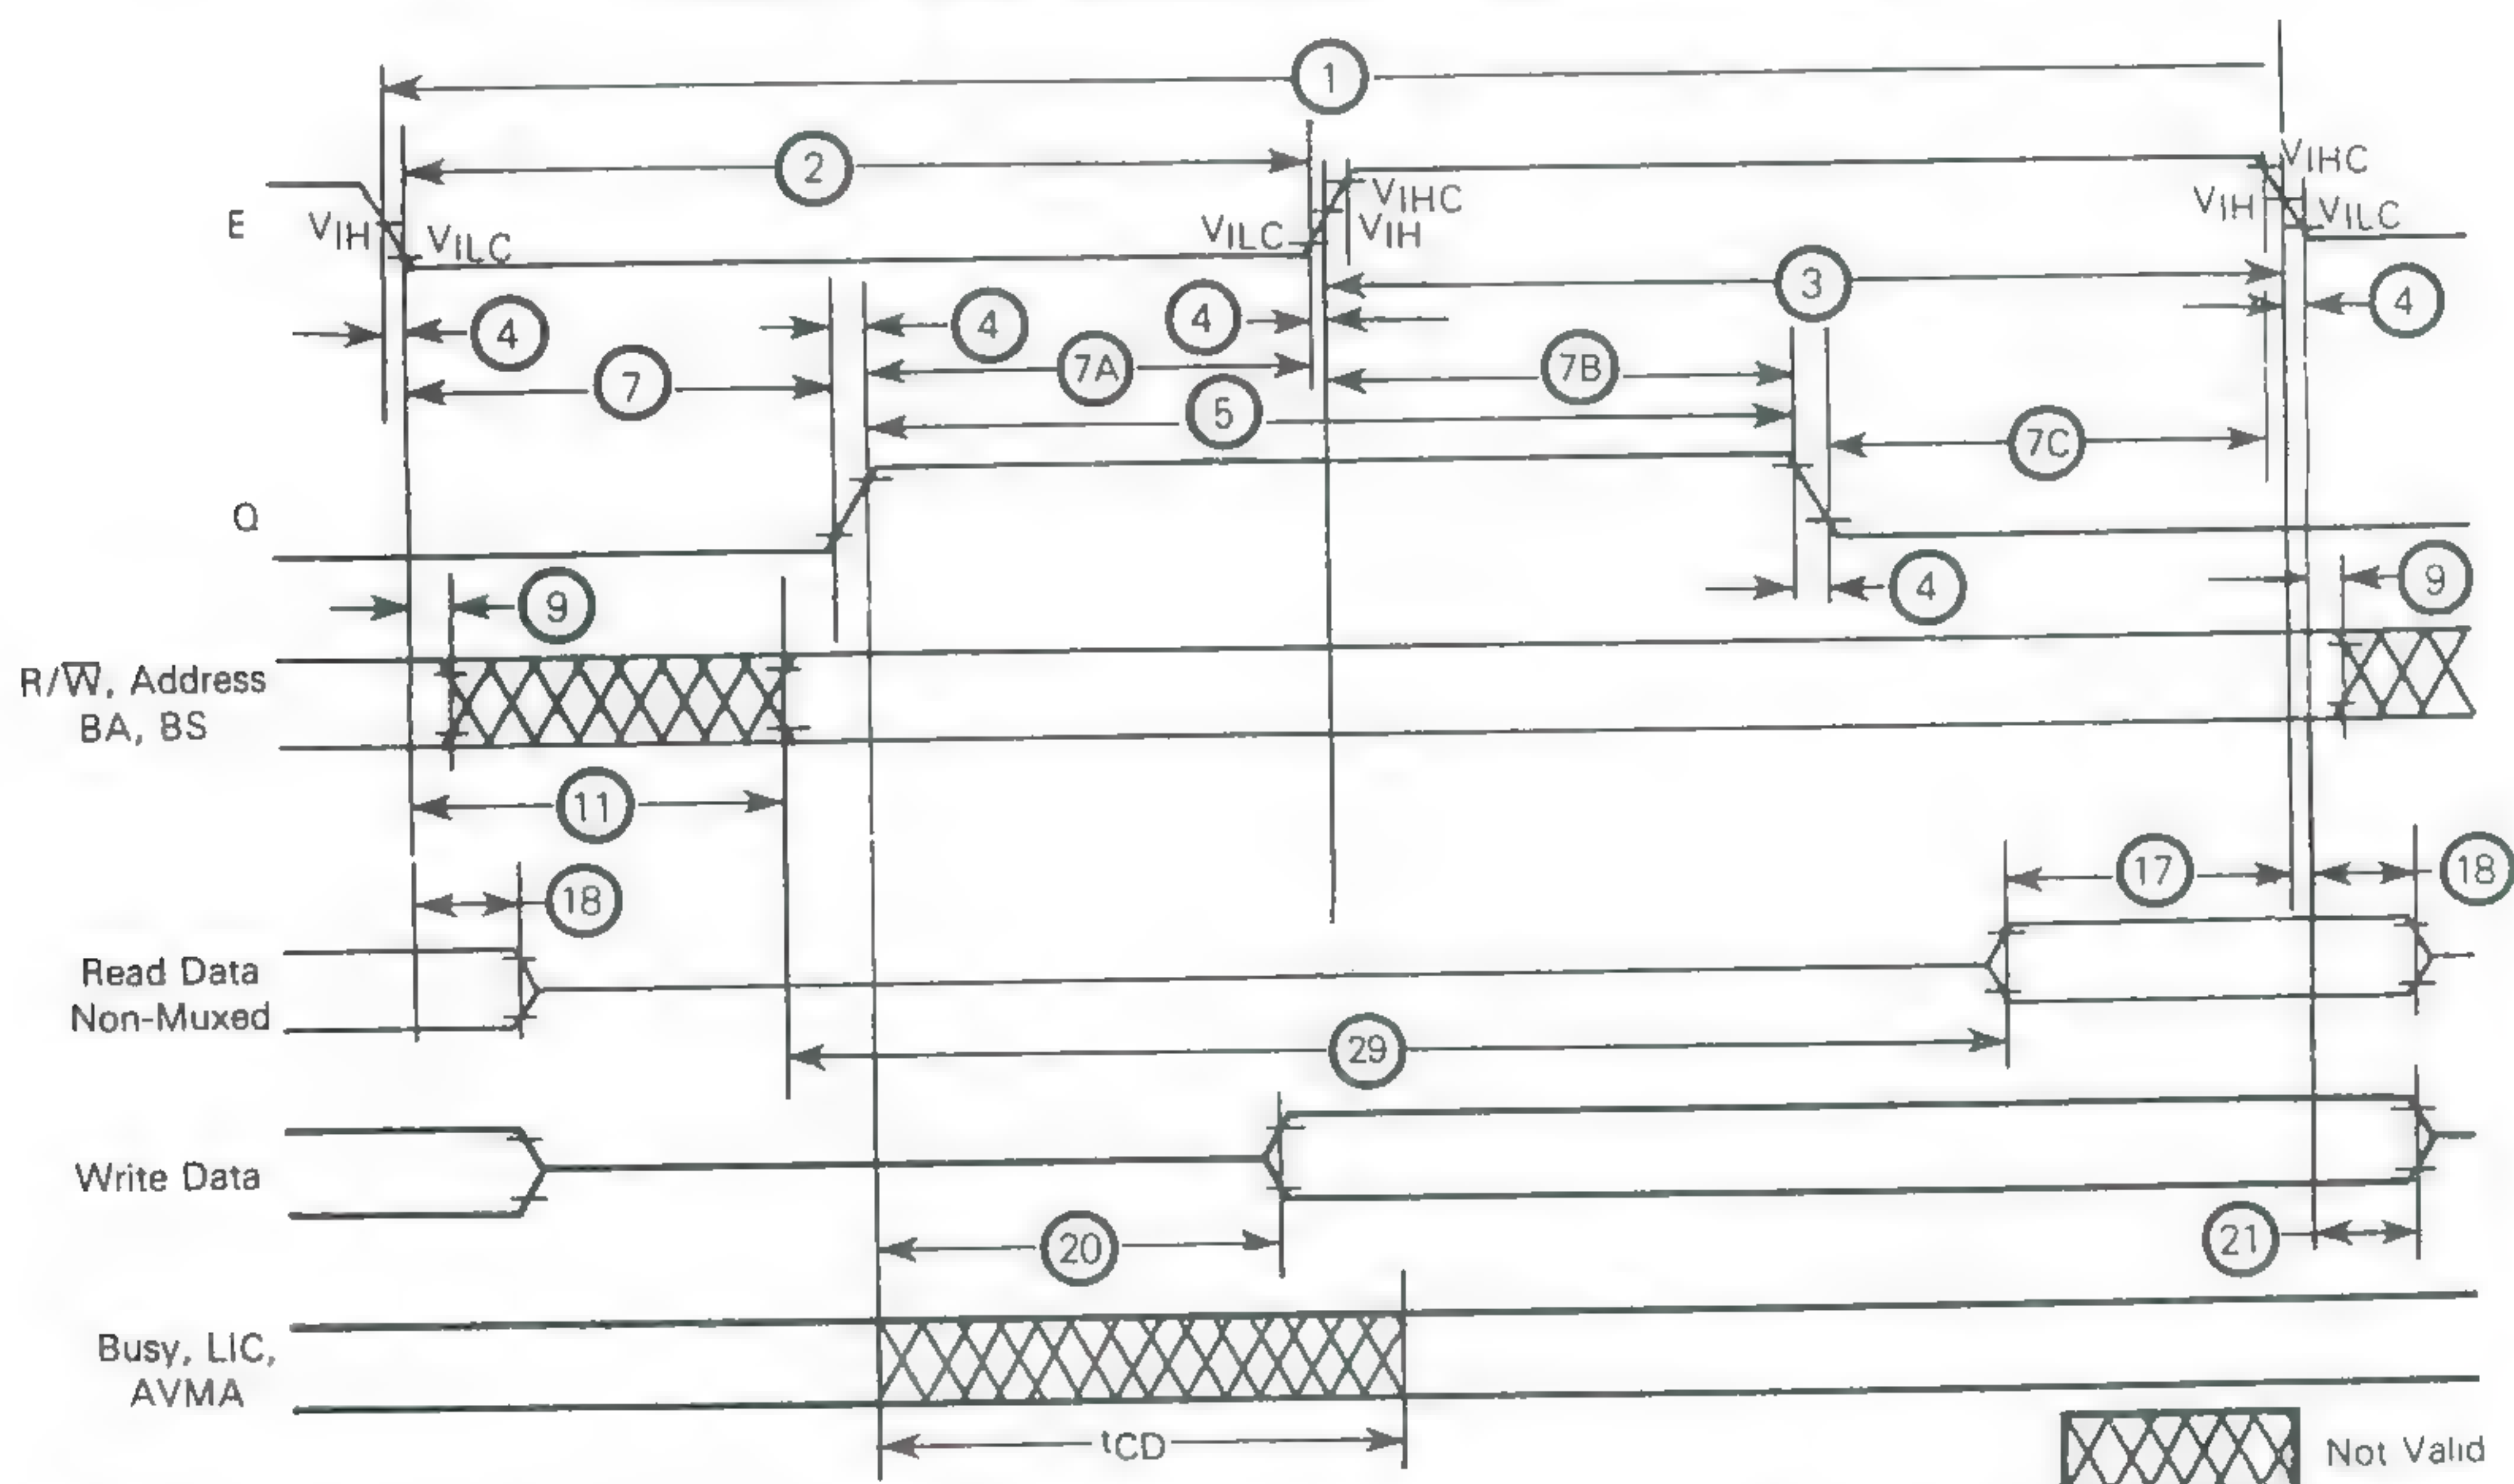 1
2
E
VIH
VILC
VILC
VIHC
VIH
VIHC
VIH
VILC
3
4
4
4
4
7
7A
7B
5
7C
Q
4
9
9
R/W̅, Address
BA, BS
11
17
18
18
Read Data
Non-Muxed
29
Write Data
20
21
Busy, LIC,
AVMA
tCD
Not Valid